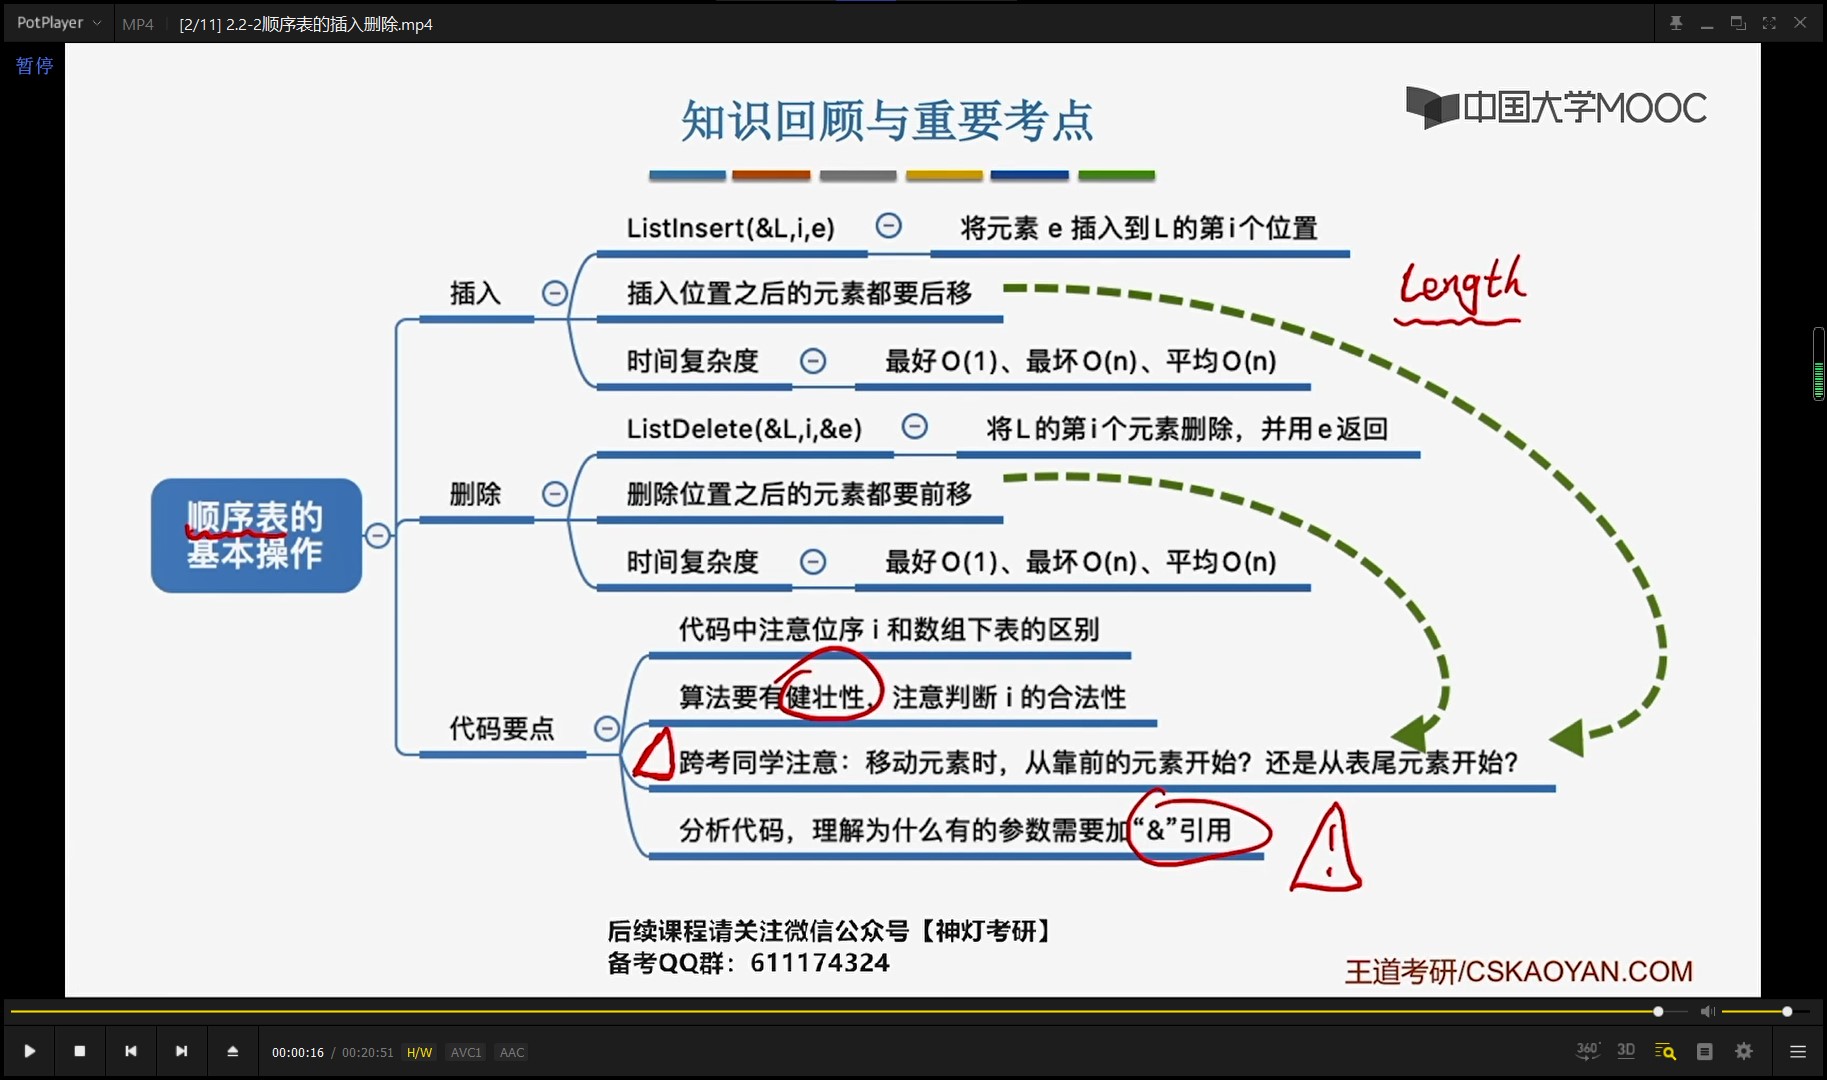 PotPlayer
MP4
[2/11] 2.2-2顺序表的插入删除.mp4
暂停
知识回顾与重要考点
中国大学MOOC
ListInsert(&L,i,e)
将元素 e 插入到L的第i个位置
Length
插入
插入位置之后的元素都要后移
时间复杂度
最好O(1)、最坏O(n)、平均O(n)
ListDelete(&L,i,&e)
将L的第i个元素删除，并用e返回
删除
删除位置之后的元素都要前移
顺序表的
基本操作
时间复杂度
最好O(1)、最坏O(n)、平均O(n)
代码中注意位序 i 和数组下表的区别
算法要有健壮性，注意判断 i 的合法性
代码要点
跨考同学注意：移动元素时，从靠前的元素开始？还是从表尾元素开始？
分析代码，理解为什么有的参数需要加“&”引用
!
后续课程请关注微信公众号【神灯考研】
备考QQ群：611174324
王道考研/CSKAOYAN.COM
00:00:16 / 00:20:51 H/W AVC1 AAC
360° 3D